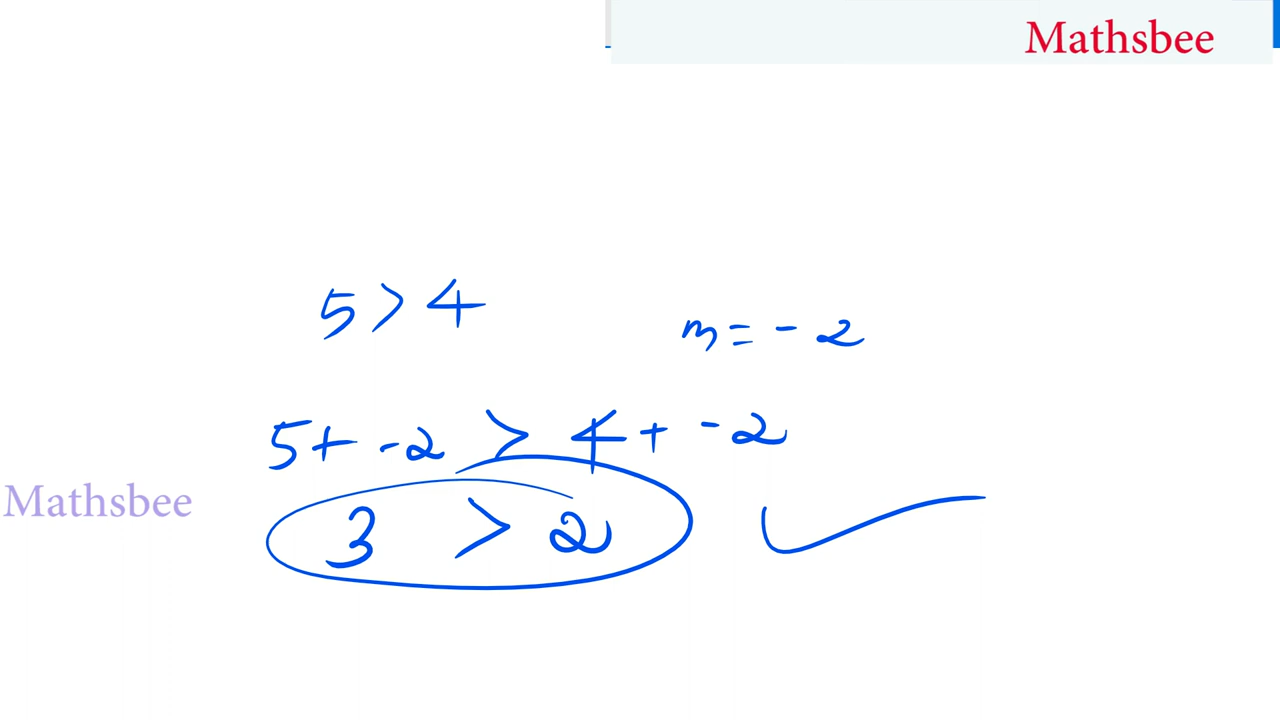 Mathsbee
5 > 4
m = - 2
5 + -2 > 4 + -2
Mathsbee
3 > 2